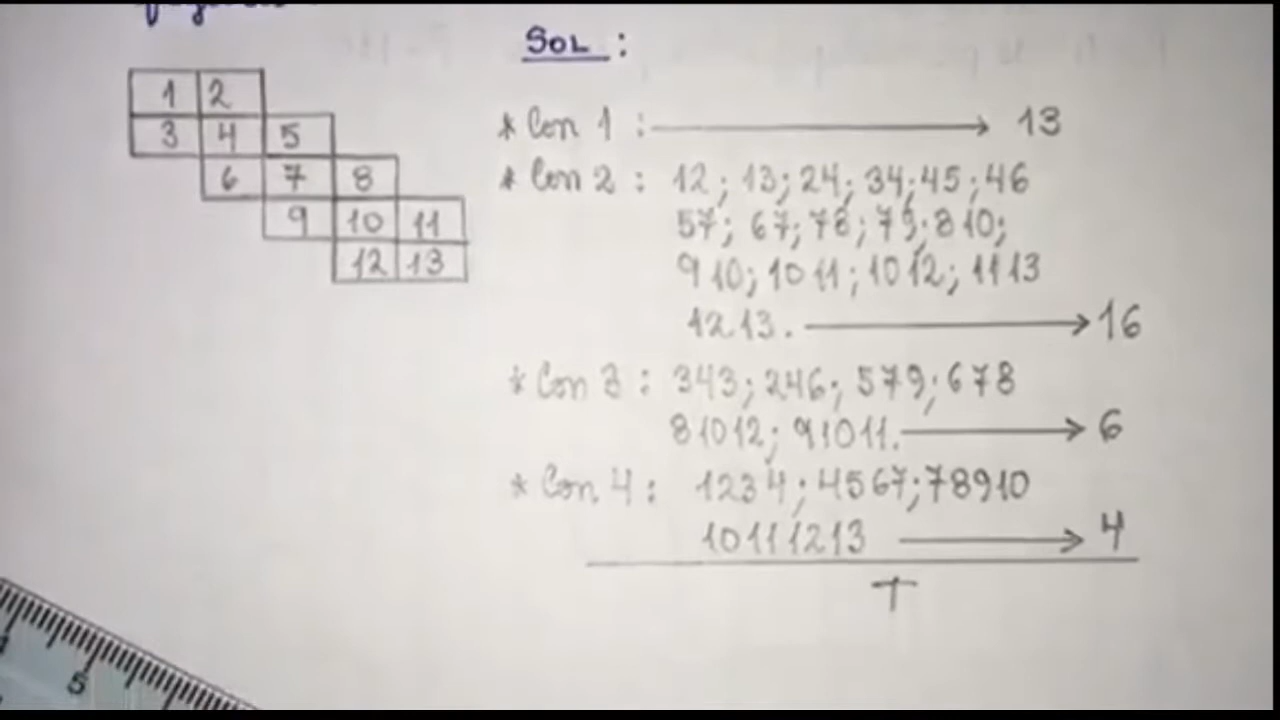 SOL :
1 2
3 4 5
6 7 8
9 10 11
12 13
* Con 1 : 13
* Con 2 : 12 ; 13 ; 24 ; 34 ; 45 ; 46
57 ; 67 ; 78 ; 79 ; 8 10 ;
9 10 ; 10 11 ; 10 12 ; 11 13
12 13 . 16
* Con 3 : 343 ; 246 ; 579 ; 678
81012 ; 91011 . 6
* Con 4 : 1234 ; 4567 ; 78910
10111213 4
T
5